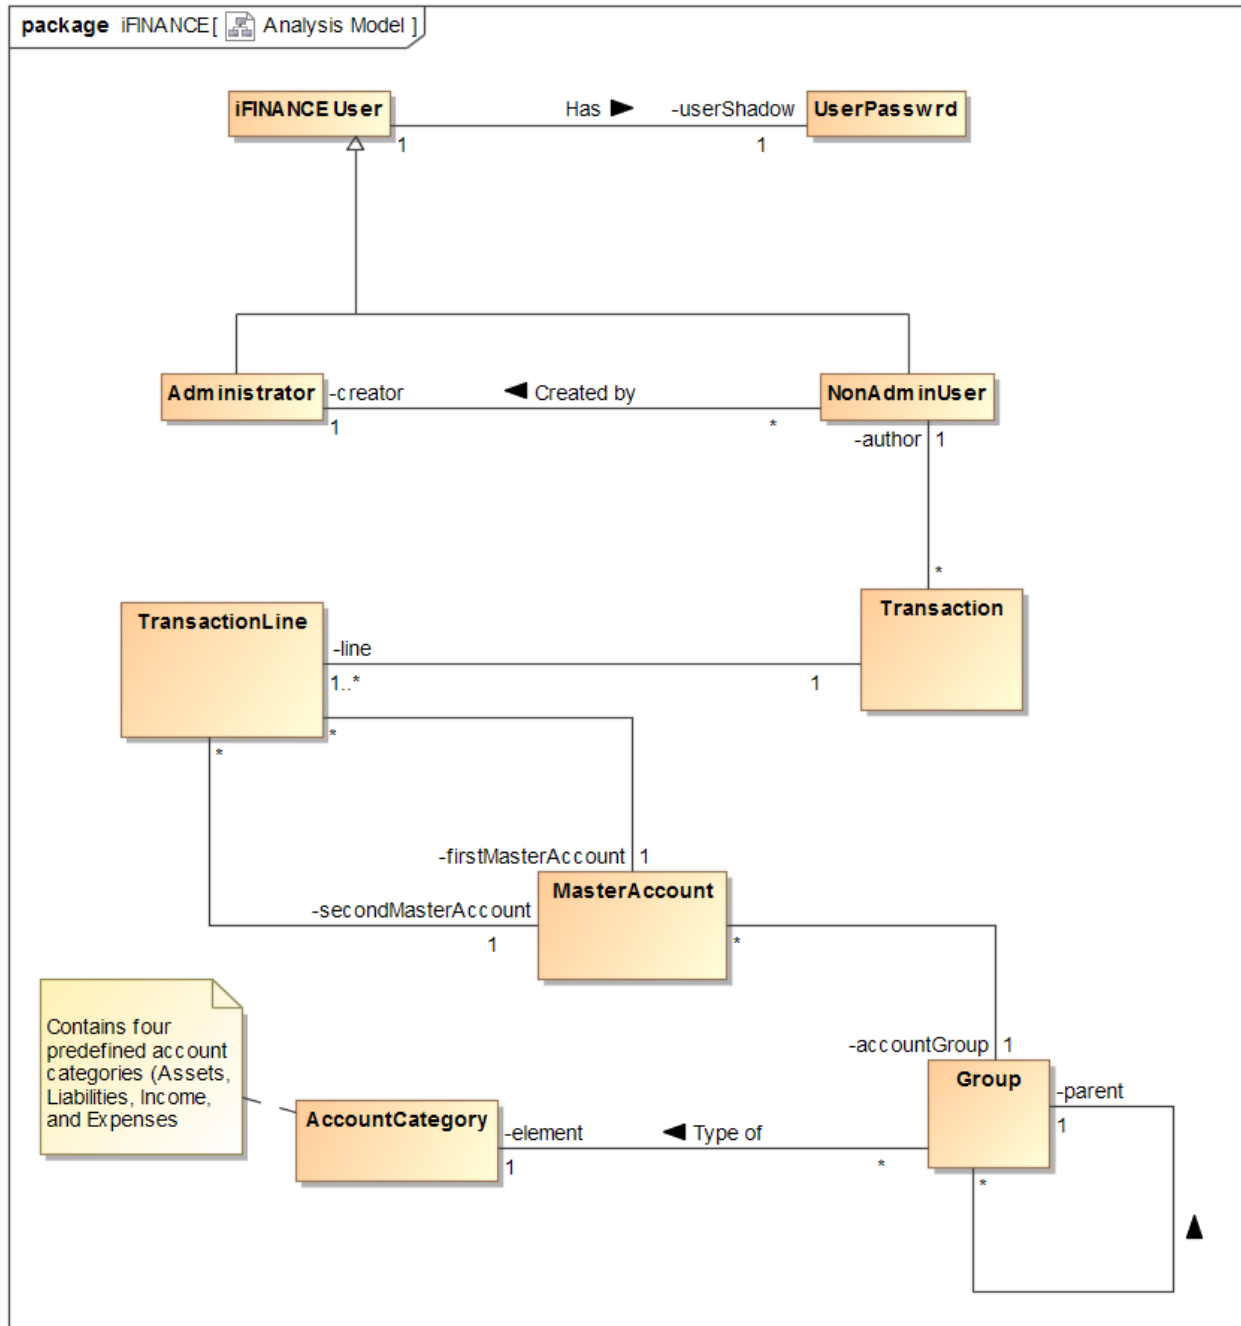 package iFINANCE[ Analysis Model ]
iFINANCE User
Has
-userShadow
UserPasswrd
1
1
Administrator
-creator
Created by
NonAdminUser
1
*
-author
1
*
TransactionLine
Transaction
-line
1..*
1
*
*
-firstMasterAccount
1
MasterAccount
-secondMasterAccount
1
*
Contains four
predefined account
categories (Assets,
Liabilities, Income,
and Expenses
-accountGroup
1
Group
-parent
1
AccountCategory
-element
Type of
1
*
*